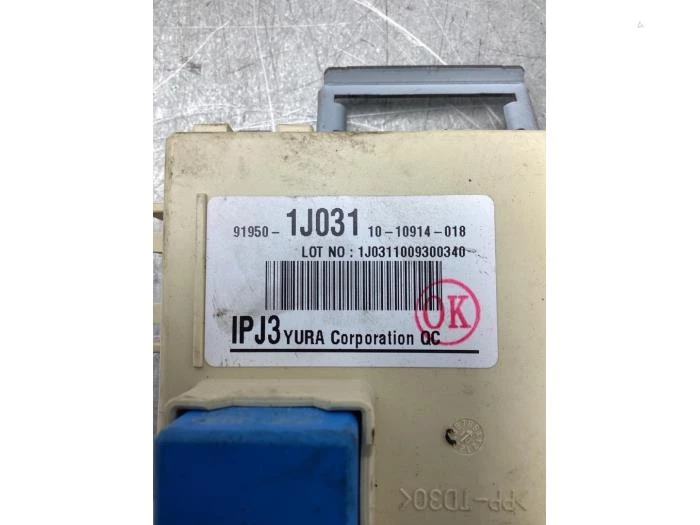 91950-1J031 10-10914-018
LOT NO : 1J0311009300340
OK
IPJ3 YURA Corporation QC
>PP-TD30<